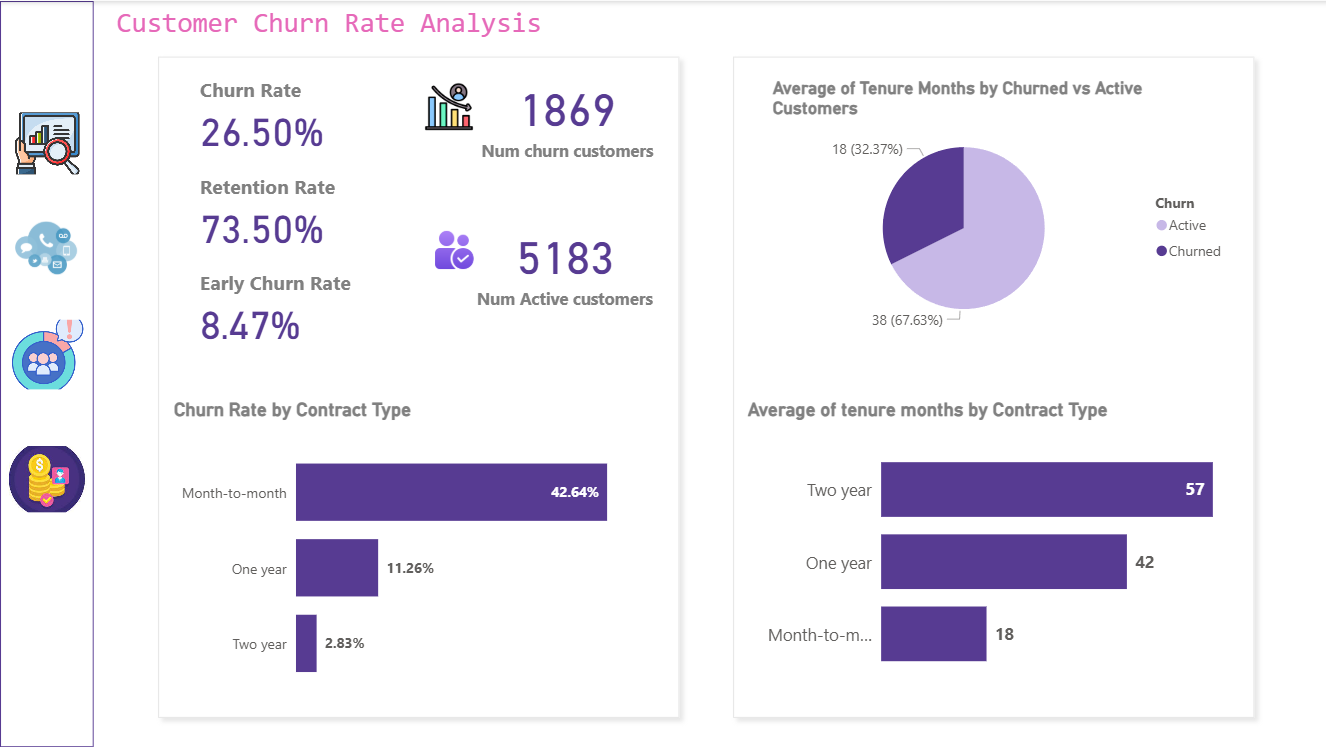 Customer Churn Rate Analysis
Churn Rate
26.50%
1869
Num churn customers
Retention Rate
73.50%
5183
Num Active customers
Early Churn Rate
8.47%
Churn Rate by Contract Type
Month-to-month
42.64%
One year
11.26%
Two year
2.83%
Average of Tenure Months by Churned vs Active
Customers
18 (32.37%)
38 (67.63%)
Churn
Active
Churned
Average of tenure months by Contract Type
Two year
57
One year
42
Month-to-m...
18